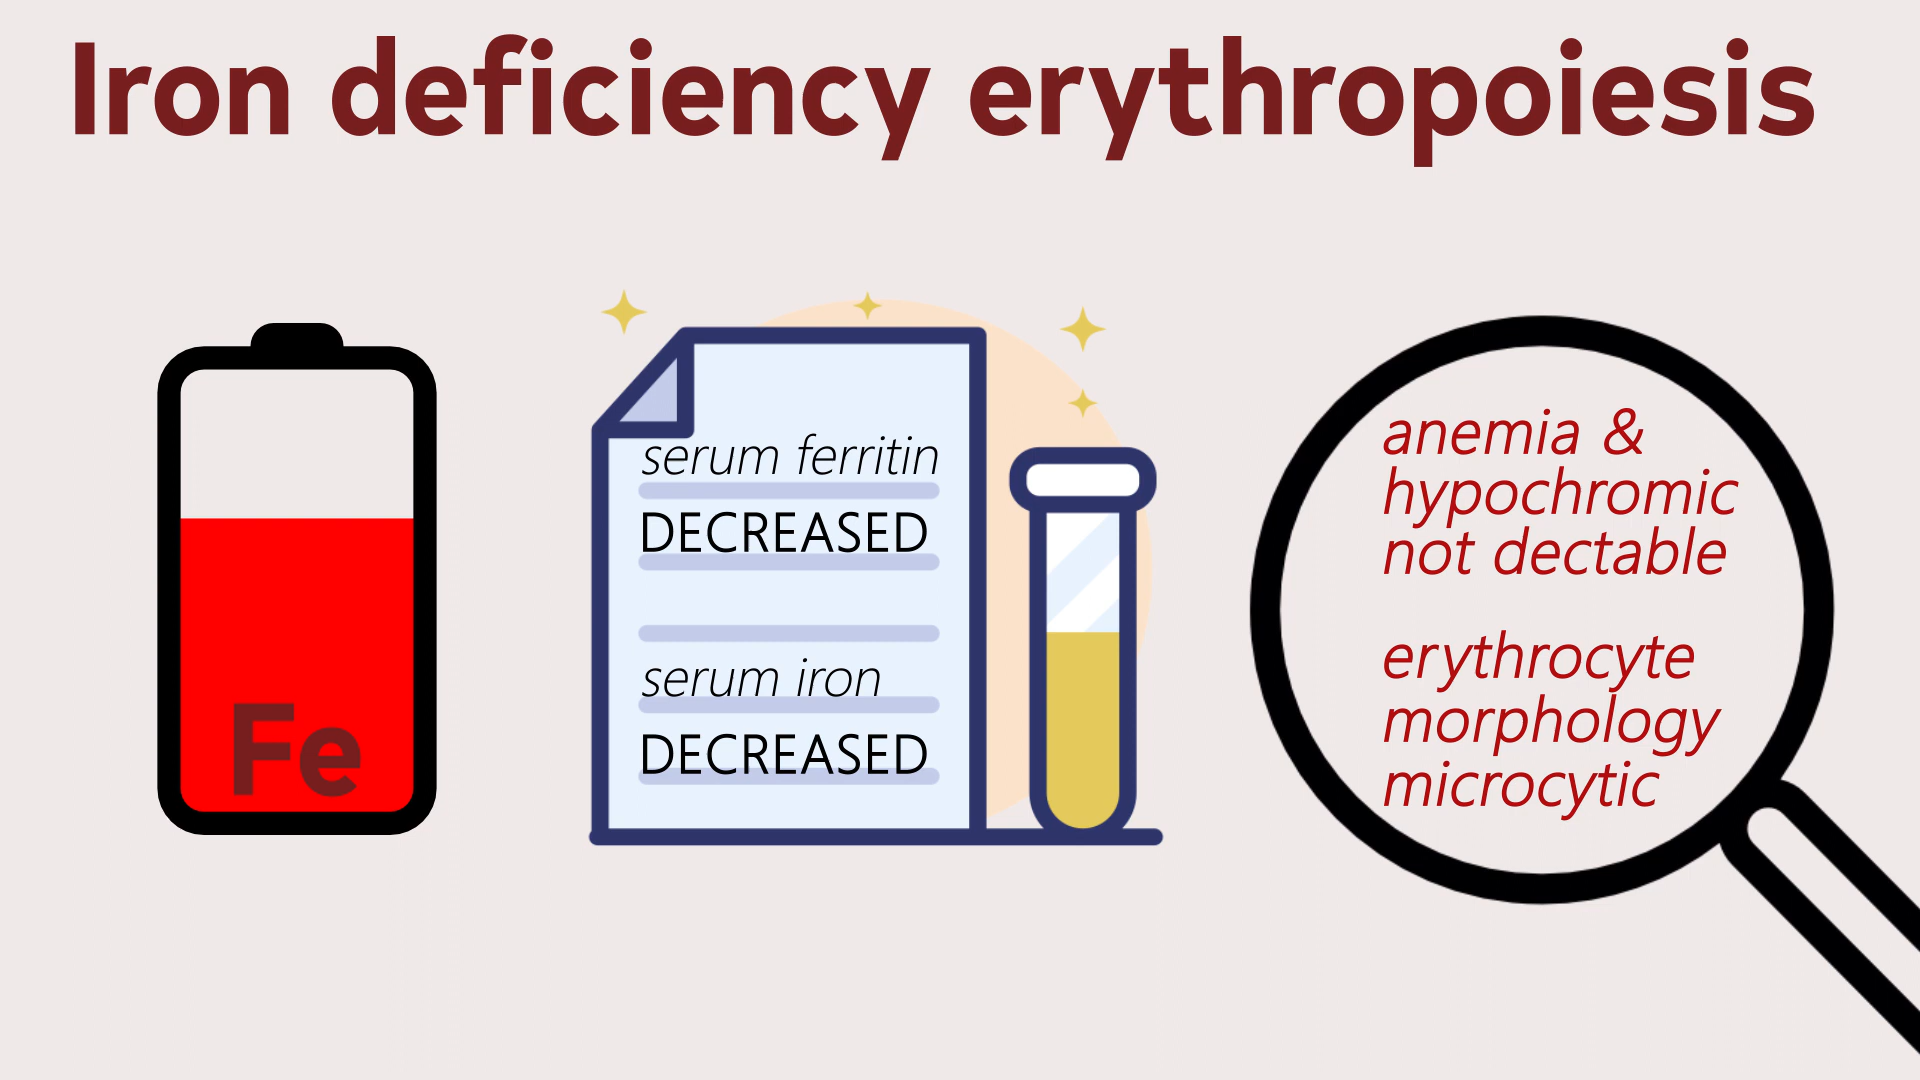 Iron deficiency erythropoiesis
Fe
serum ferritin
DECREASED
serum iron
DECREASED
anemia &
hypochromic
not dectable
erythrocyte
morphology
microcytic